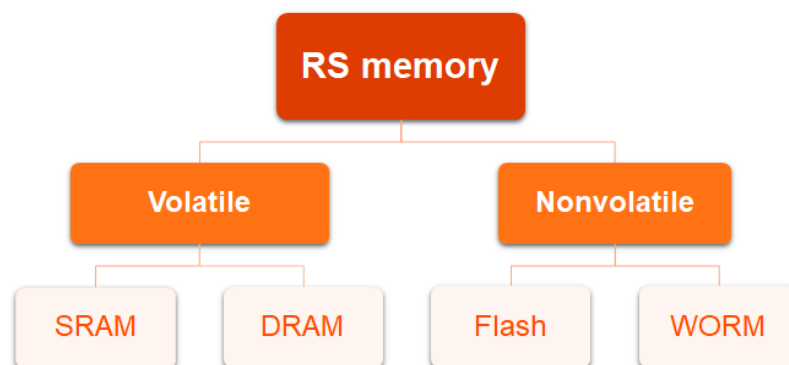 RS memory
Volatile
Nonvolatile
SRAM
DRAM
Flash
WORM